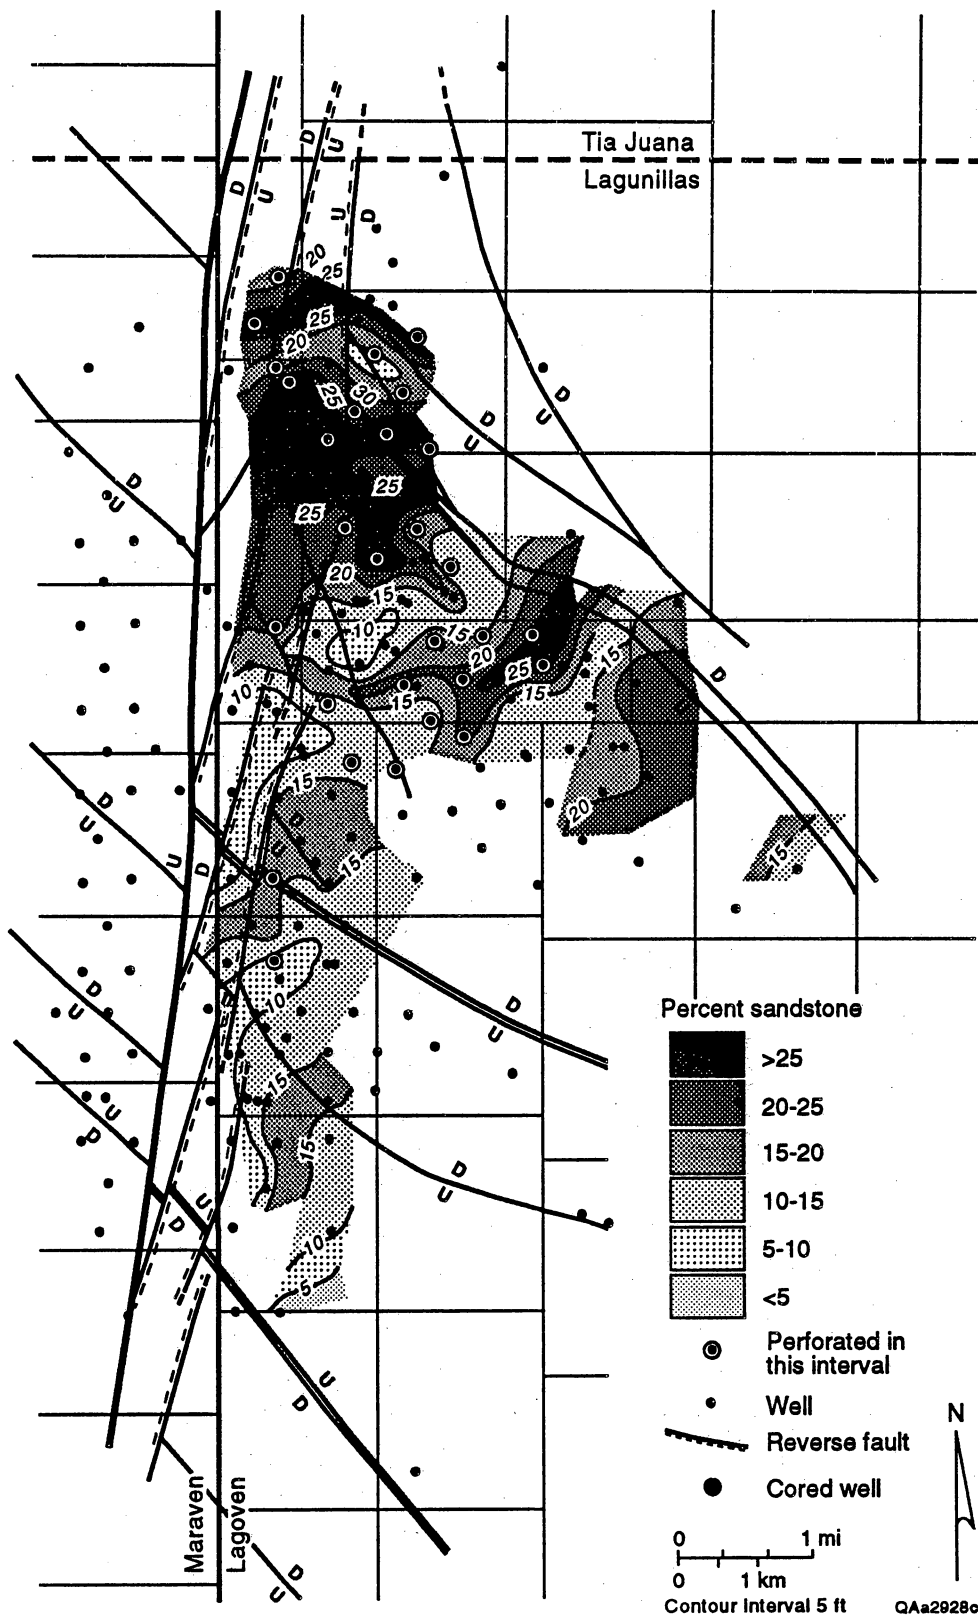 Tia Juana
Lagunillas
D
U
D
U
U
D
20
25
25
20
25
30
D
U
D
U
D
U
25
25
20
15
10
15
20
25
15
15
15
10
D
15
20
D
U
D
U
U
D
15
15
15
D
U
10
D
U
Percent sandstone
>25
20-25
15-20
10-15
5-10
<5
Perforated in
this interval
Well
Reverse fault
Cored well
N
15
U
D
15
D
U
U
D
10
5
U
D
Maraven
Lagoven
D
U
0 1 mi
0 1 km
Contour Interval 5 ft
QAa2928c